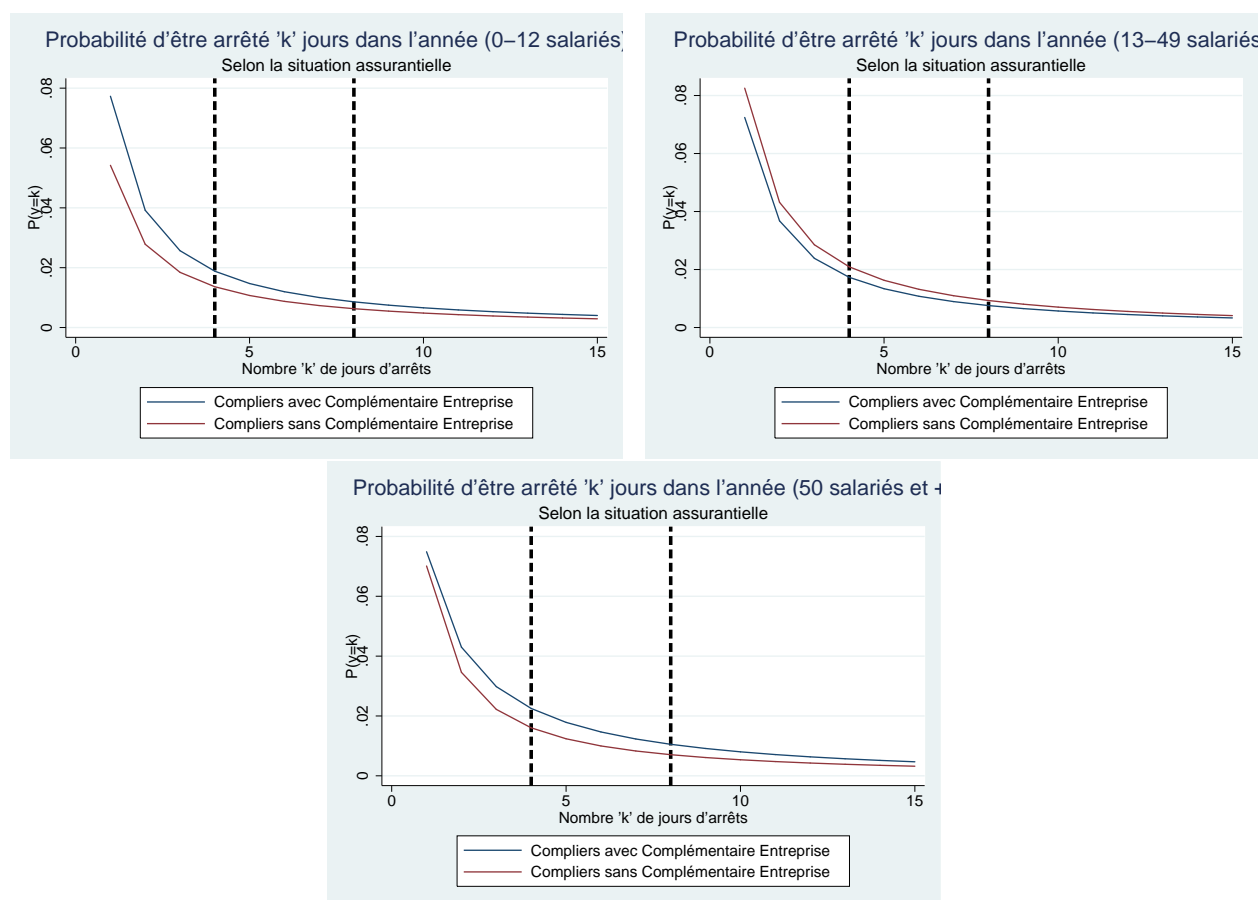 Probabilité d’être arrêté ’k’ jours dans l’année (0−12 salariés)
Selon la situation assurantielle
P(y=k)
0 .02 .04 .06 .08
0 5 10 15
Nombre ’k’ de jours d’arrêts
Compliers avec Complémentaire Entreprise
Compliers sans Complémentaire Entreprise
Probabilité d’être arrêté ’k’ jours dans l’année (13−49 salariés
Selon la situation assurantielle
P(y=k)
0 .02 .04 .06 .08
0 5 10 15
Nombre ’k’ de jours d’arrêts
Compliers avec Complémentaire Entreprise
Compliers sans Complémentaire Entreprise
Probabilité d’être arrêté ’k’ jours dans l’année (50 salariés et +
Selon la situation assurantielle
P(y=k)
0 .02 .04 .06 .08
0 5 10 15
Nombre ’k’ de jours d’arrêts
Compliers avec Complémentaire Entreprise
Compliers sans Complémentaire Entreprise